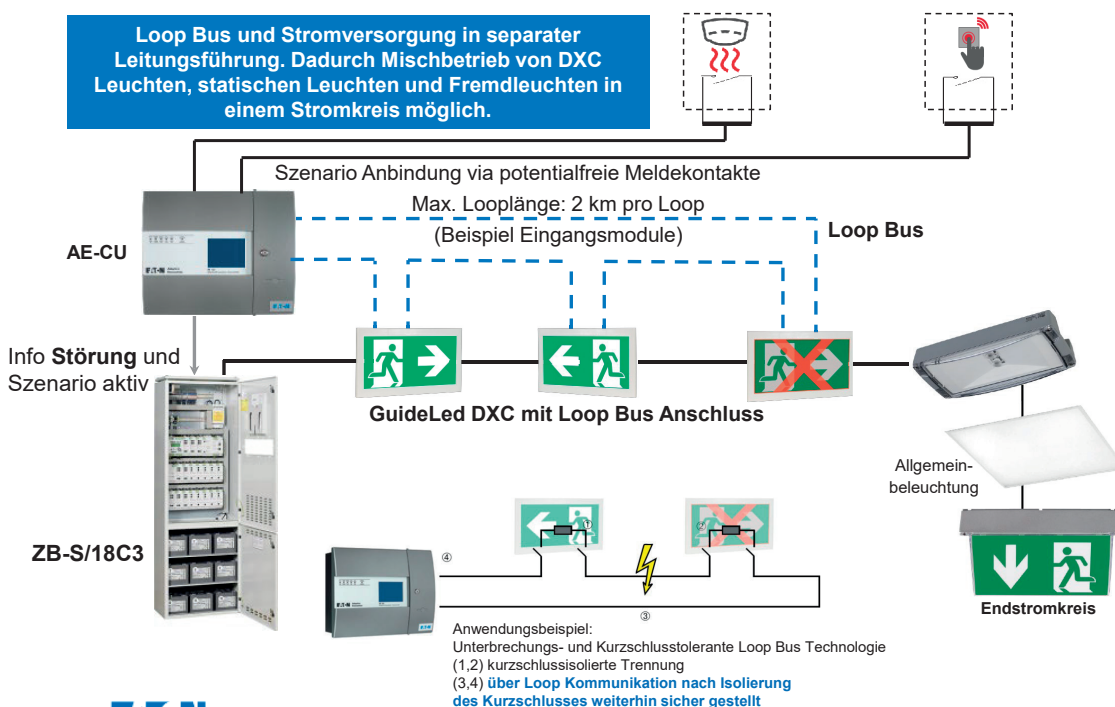 Loop Bus und Stromversorgung in separater
Leitungsführung. Dadurch Mischbetrieb von DXC
Leuchten, statischen Leuchten und Fremdleuchten in
einem Stromkreis möglich.
Szenario Anbindung via potentialfreie Meldekontakte
Max. Looplänge: 2 km pro Loop
(Beispiel Eingangsmodule)
Loop Bus
AE-CU
E·T·N
E·T·N
Info Störung und
Szenario aktiv
GuideLed DXC mit Loop Bus Anschluss
Allgemein-
beleuchtung
ZB-S/18C3
①
②
④
③
E·T·N
Endstromkreis
Anwendungsbeispiel:
Unterbrechungs- und Kurzschlusstolerante Loop Bus Technologie
(1,2) kurzschlussisolierte Trennung
(3,4) über Loop Kommunikation nach Isolierung
des Kurzschlusses weiterhin sicher gestellt